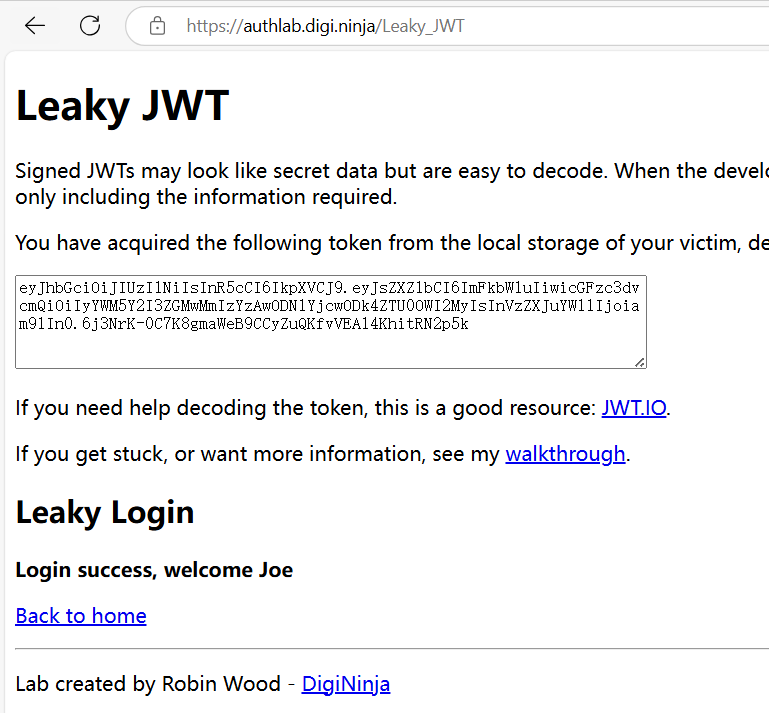 https://authlab.digi.ninja/Leaky_JWT
Leaky JWT
Signed JWTs may look like secret data but are easy to decode. When the
only including the information required.
You have acquired the following token from the local storage of your victim,
eyJhbGciOiJIUzI1NiIsInR5cCI6IkpXVCJ9.eyJsZXZlbCI6ImFkbWluIiwicGFzc3dv
cmQiOiIyYWM5Y2I3ZGMwMmIzYzAwODNlYjcwODk4ZTU0OWI2MyIsInVzZXJuYW1lIjoia
m9lIn0.6j3NrK-0C7K8gmaWeB9CCyZuQKfvVEAl4KhitRN2p5k
If you need help decoding the token, this is a good resource: JWT.IO.
If you get stuck, or want more information, see my walkthrough.
Leaky Login
Login success, welcome Joe
Back to home
Lab created by Robin Wood - DigiNinja